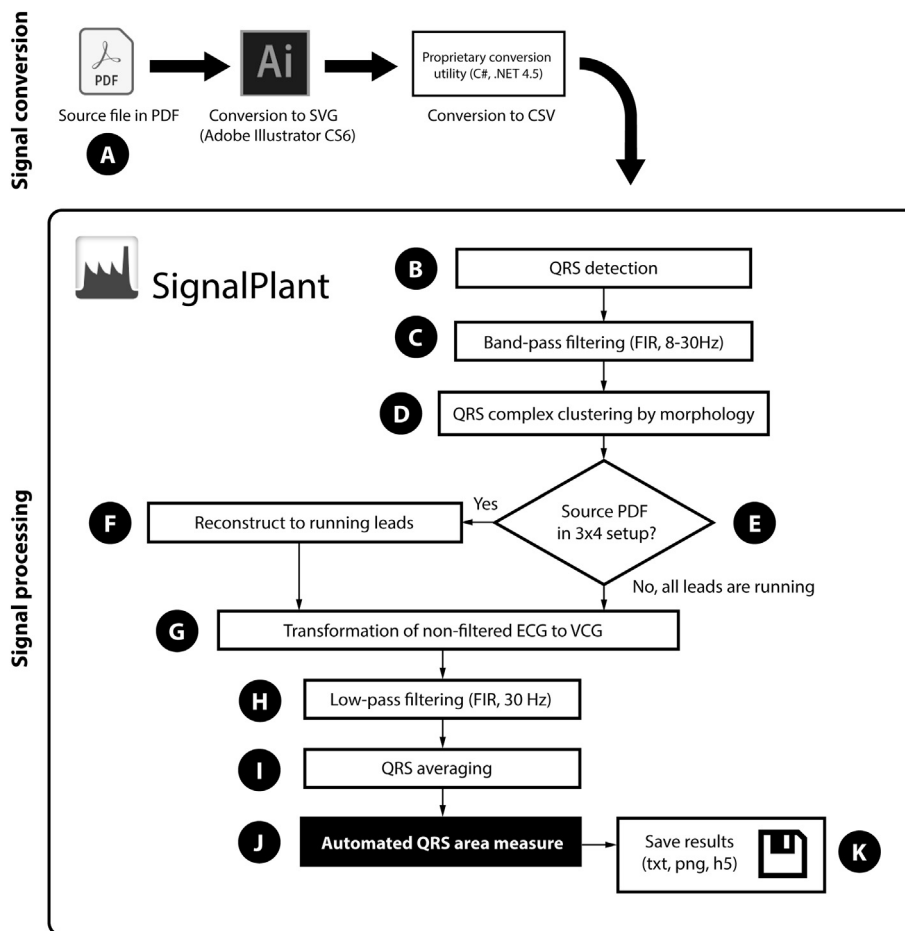 Signal conversion
PDF
Ai
Proprietary conversion
utility (C#, .NET 4.5)
Source file in PDF
Conversion to SVG
(Adobe Illustrator CS6)
Conversion to CSV
A
Signal processing
SignalPlant
B
QRS detection
C
Band-pass filtering (FIR, 8-30Hz)
D
QRS complex clustering by morphology
F
Reconstruct to running leads
Yes
Source PDF
in 3x4 setup?
E
No, all leads are running
G
Transformation of non-filtered ECG to VCG
H
Low-pass filtering (FIR, 30 Hz)
I
QRS averaging
J
Automated QRS area measure
Save results
(txt, png, h5)
K